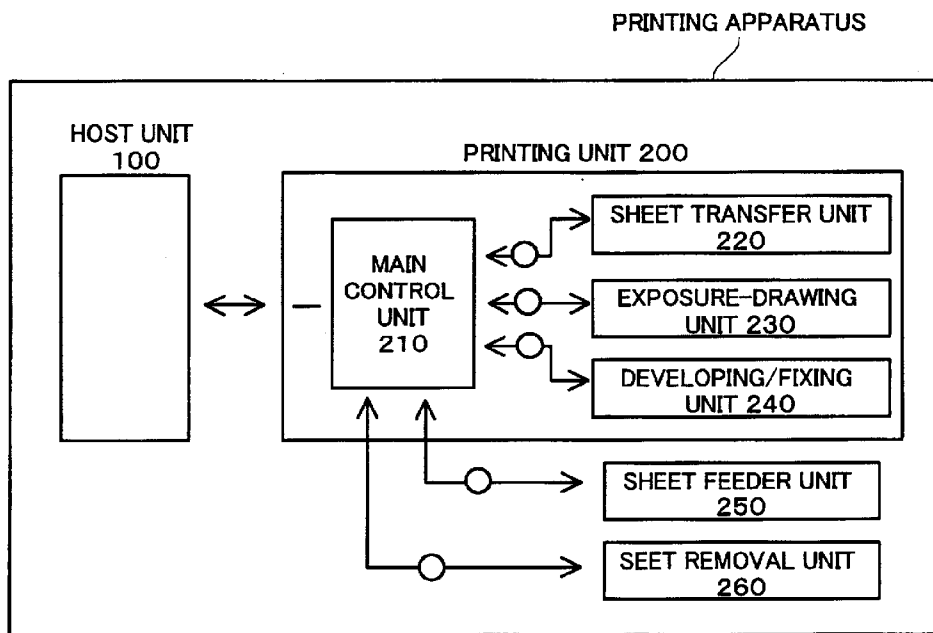 PRINTING APPARATUS
HOST UNIT
100
PRINTING UNIT 200
MAIN
CONTROL
UNIT
210
SHEET TRANSFER UNIT
220
EXPOSURE-DRAWING
UNIT 230
DEVELOPING/FIXING
UNIT 240
SHEET FEEDER UNIT
250
SEET REMOVAL UNIT
260